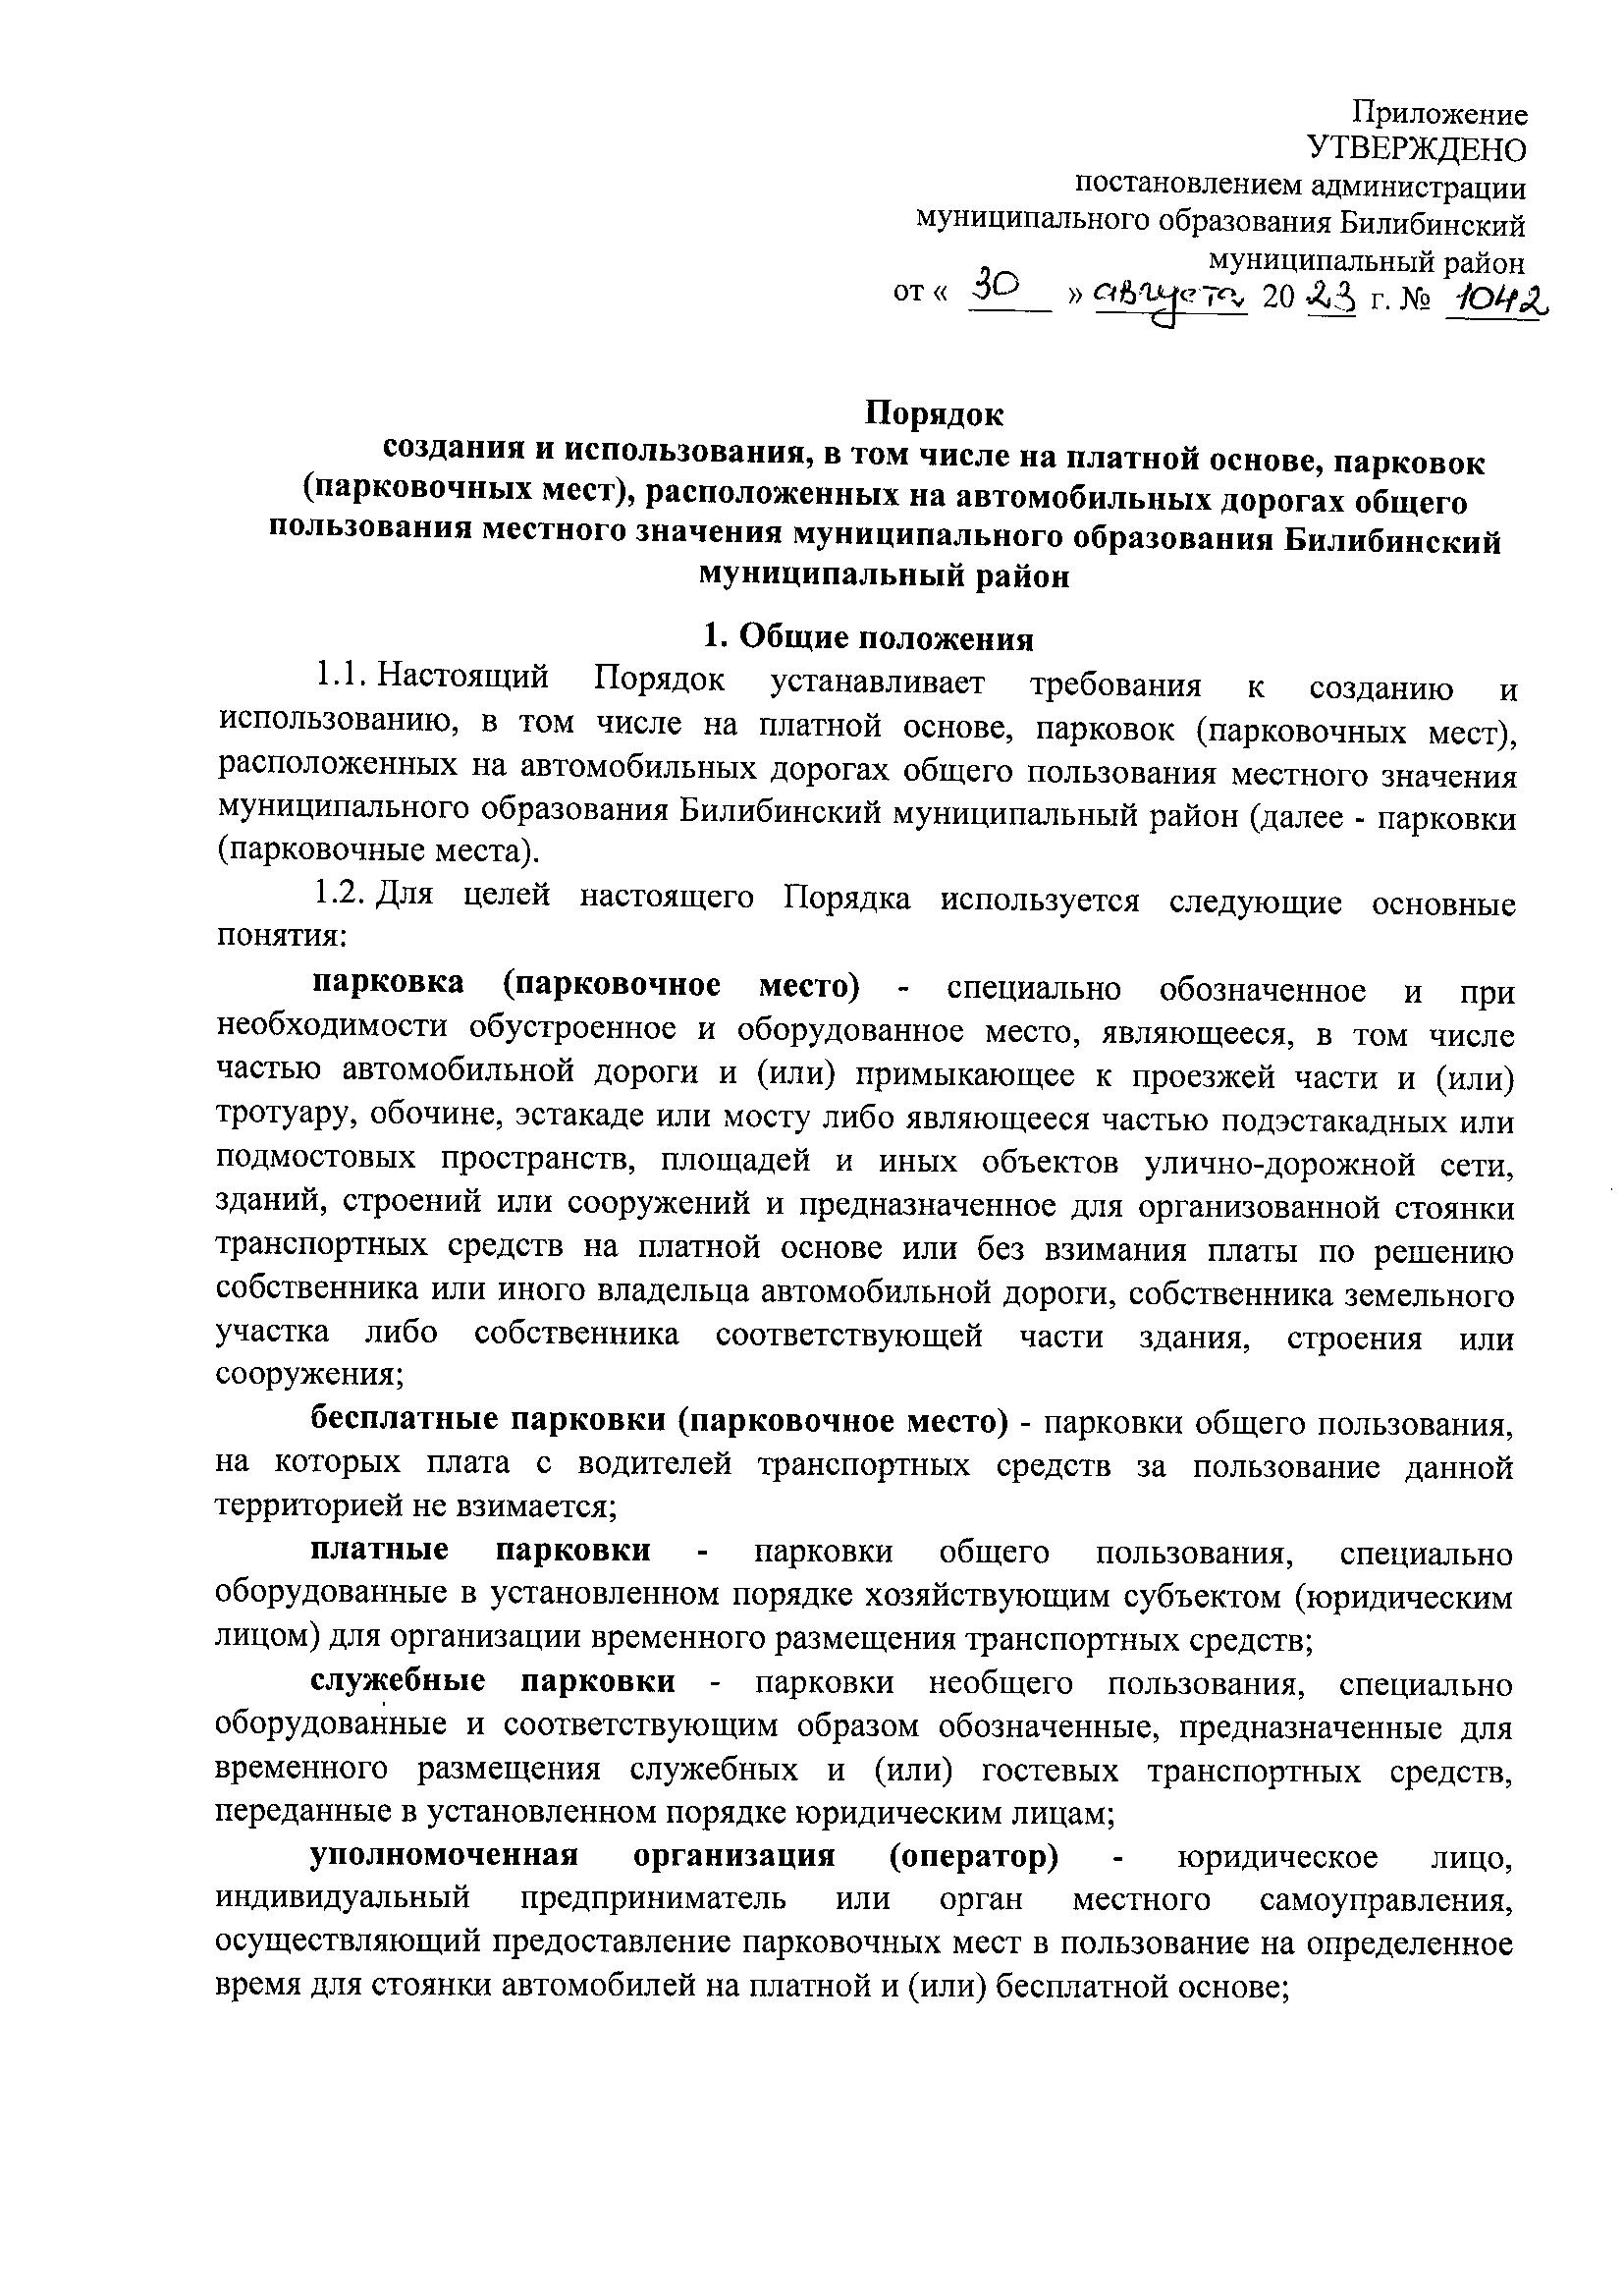 Приложение
УТВЕРЖДЕНО
постановлением администрации
муниципального образования Билибинский
муниципальный район
от « 30 » августа 20 23 г. № 1042
Порядок
создания и использования, в том числе на платной основе, парковок
(парковочных мест), расположенных на автомобильных дорогах общего
пользования местного значения муниципального образования Билибинский
муниципальный район
1. Общие положения
1.1. Настоящий Порядок устанавливает требования к созданию и
использованию, в том числе на платной основе, парковок (парковочных мест),
расположенных на автомобильных дорогах общего пользования местного значения
муниципального образования Билибинский муниципальный район (далее - парковки
(парковочные места).
1.2. Для целей настоящего Порядка используется следующие основные
понятия:
парковка (парковочное место) - специально обозначенное и при
необходимости обустроенное и оборудованное место, являющееся, в том числе
частью автомобильной дороги и (или) примыкающее к проезжей части и (или)
тротуару, обочине, эстакаде или мосту либо являющееся частью подэстакадных или
подмостовых пространств, площадей и иных объектов улично-дорожной сети,
зданий, строений или сооружений и предназначенное для организованной стоянки
транспортных средств на платной основе или без взимания платы по решению
собственника или иного владельца автомобильной дороги, собственника земельного
участка либо собственника соответствующей части здания, строения или
сооружения;
бесплатные парковки (парковочное место) - парковки общего пользования,
на которых плата с водителей транспортных средств за пользование данной
территорией не взимается;
платные парковки - парковки общего пользования, специально
оборудованные в установленном порядке хозяйствующим субъектом (юридическим
лицом) для организации временного размещения транспортных средств;
служебные парковки - парковки необщего пользования, специально
оборудованные и соответствующим образом обозначенные, предназначенные для
временного размещения служебных и (или) гостевых транспортных средств,
переданные в установленном порядке юридическим лицам;
уполномоченная организация (оператор) - юридическое лицо,
индивидуальный предприниматель или орган местного самоуправления,
осуществляющий предоставление парковочных мест в пользование на определенное
время для стоянки автомобилей на платной и (или) бесплатной основе;